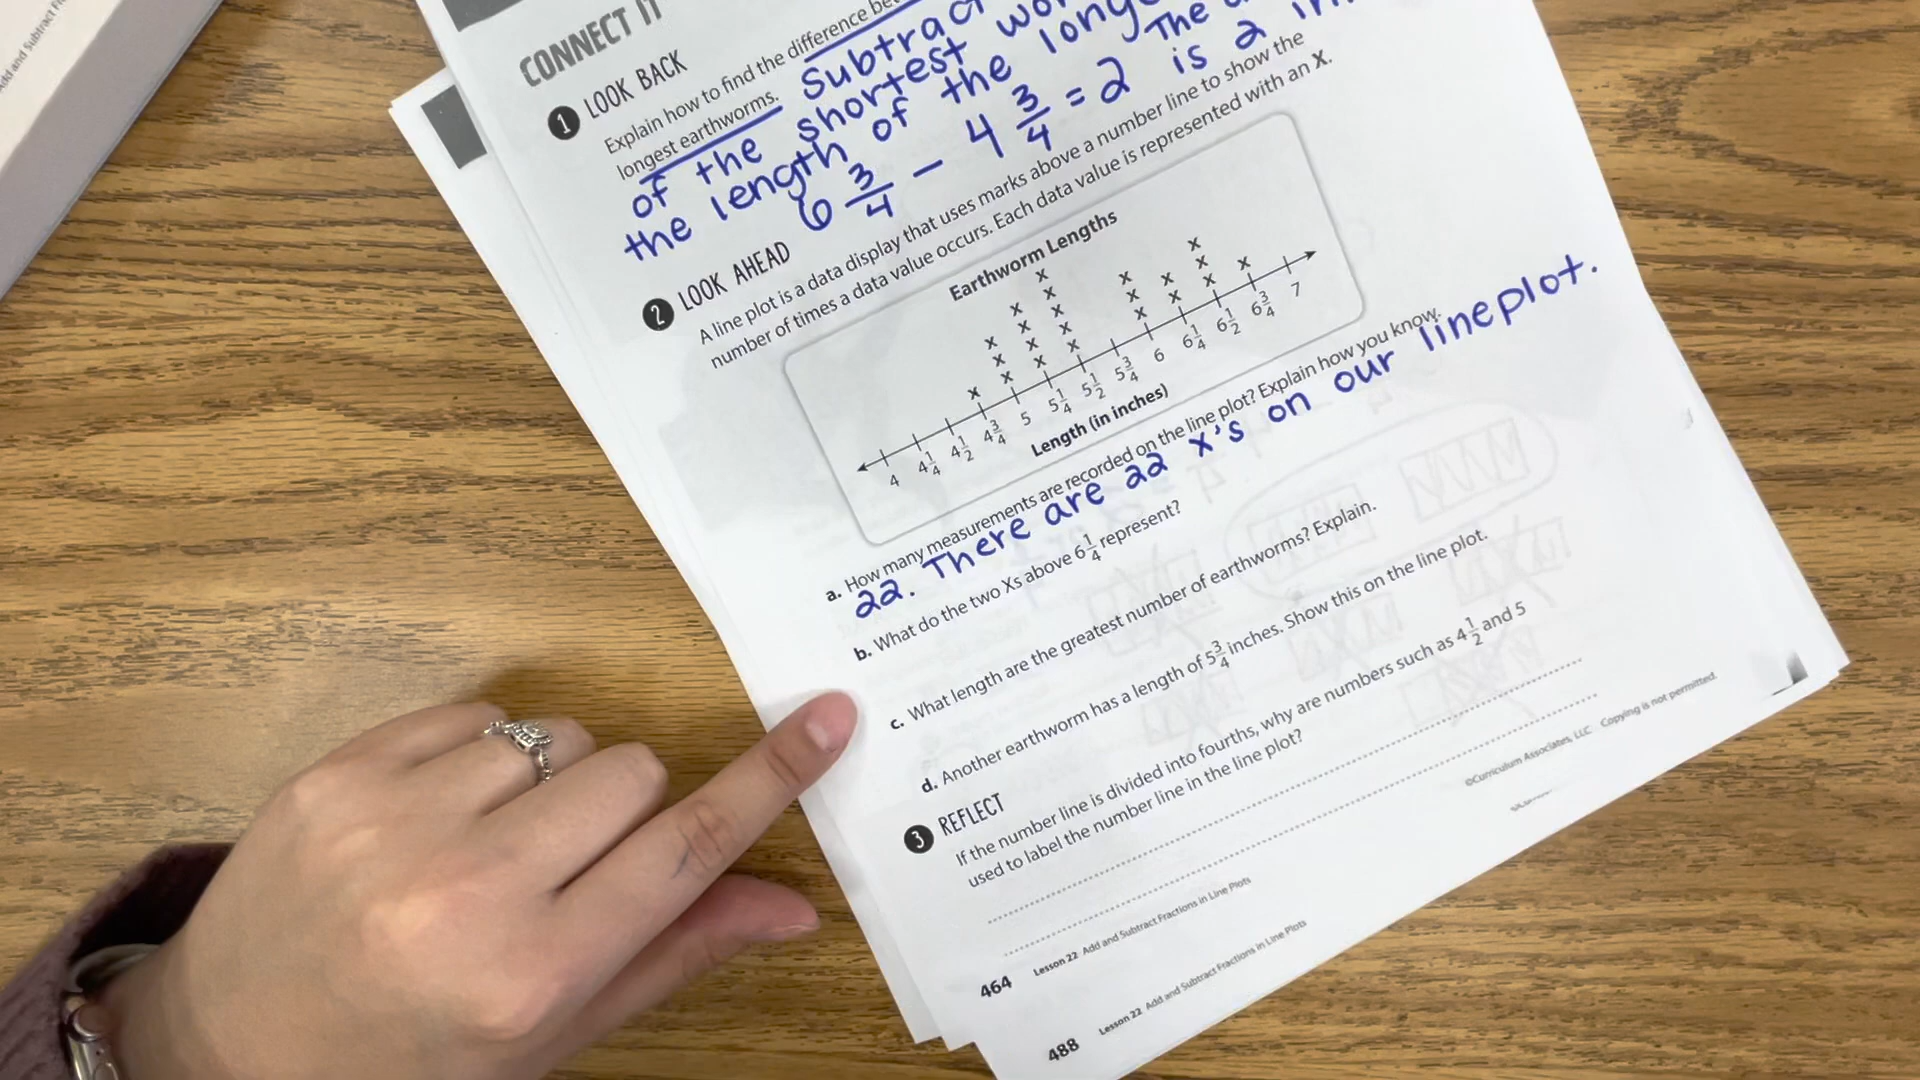 Add and Subtract Fr
CONNECT IT
1 LOOK BACK
Explain how to find the difference
longest earthworms. Subtract
of the shortest
the length of the
6 3/4 - 4 3/4 = 2 The
is 2
2 LOOK AHEAD
A line plot is a data display that uses marks above a number line to show the
number of times a data value occurs. Each data value is represented with an X.
Earthworm Lengths
x
x x
x x x x x
x x x x x x
x x x x x x x x
4 4 1/4 4 1/2 4 3/4 5 5 1/4 5 1/2 5 3/4 6 6 1/4 6 1/2 6 3/4 7
Length (in inches)
a. How many measurements are recorded on the line plot? Explain how you know.
22. There are 22 x's on our line plot.
b. What do the two Xs above 6 1/4 represent?
c. What length are the greatest number of earthworms? Explain.
d. Another earthworm has a length of 5 3/4 inches. Show this on the line plot.
3 REFLECT
If the number line is divided into fourths, why are numbers such as 4 1/2 and 5
used to label the number line in the line plot?
464 Lesson 22 Add and Subtract Fractions in Line Plots
©Curriculum Associates, LLC Copying is not permitted.
488 Lesson 22 Add and Subtract Fractions in Line Plots